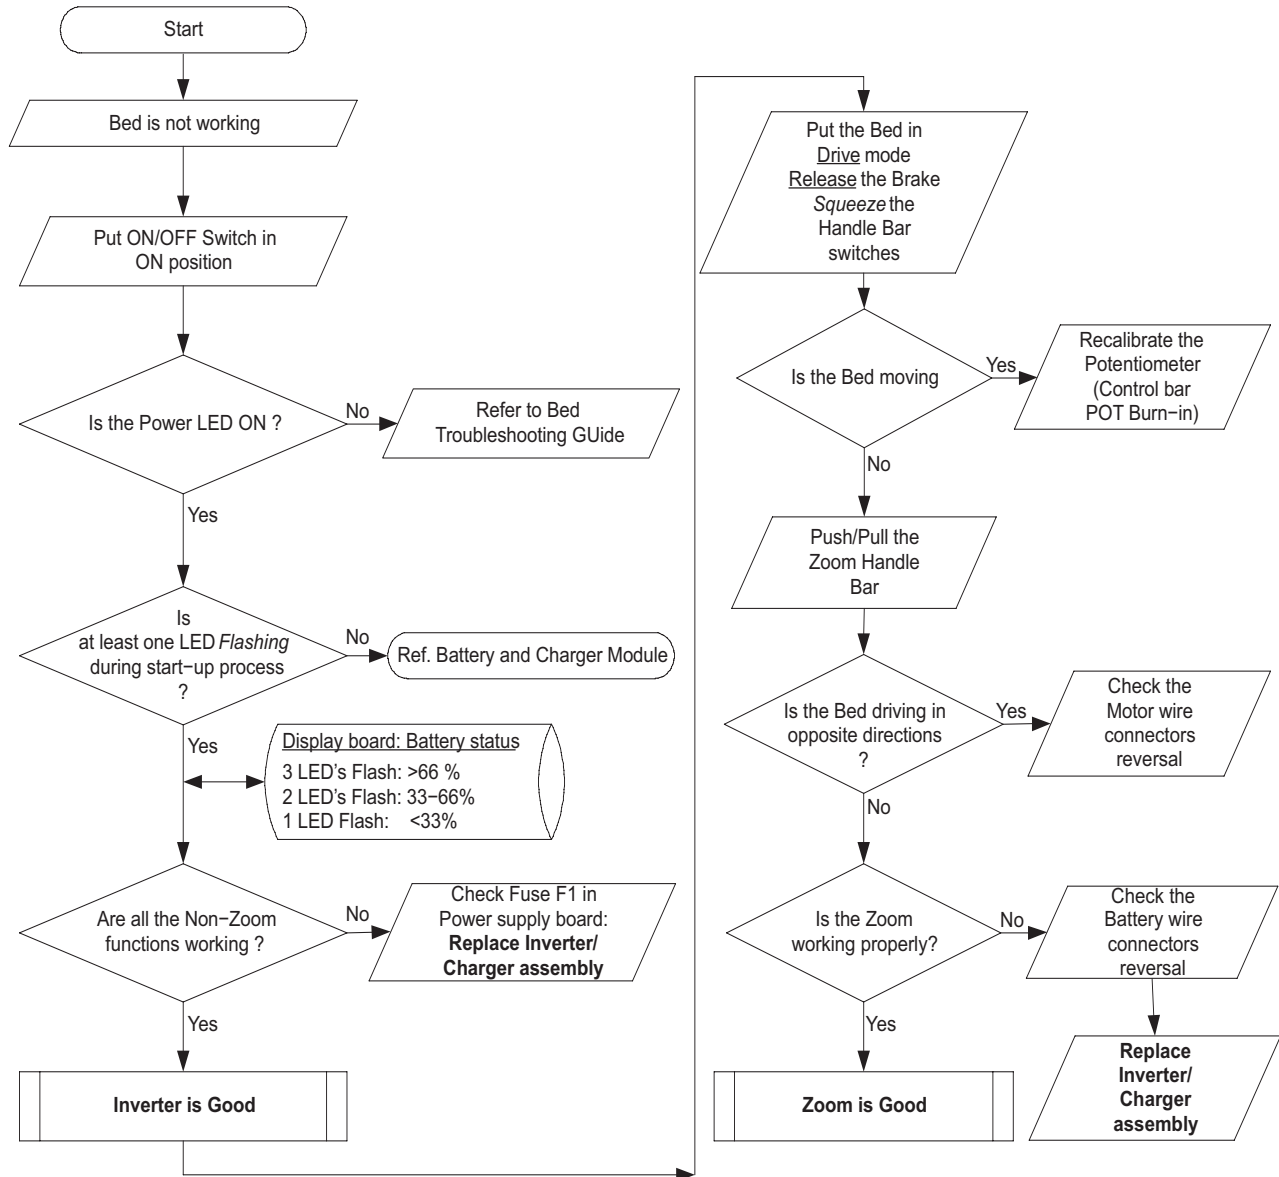 Start
Bed is not working
Put ON/OFF Switch in
ON position
Is the Power LED ON ?
No
Refer to Bed
Troubleshooting GUide
Yes
Is
at least one LED Flashing
during start−up process
?
No
Ref. Battery and Charger Module
Yes
Display board: Battery status
3 LED's Flash: >66 %
2 LED's Flash: 33−66%
1 LED Flash: <33%
Are all the Non−Zoom
functions working ?
No
Check Fuse F1 in
Power supply board:
Replace Inverter/
Charger assembly
Yes
Inverter is Good
Put the Bed in
Drive mode
Release the Brake
Squeeze the
Handle Bar
switches
Is the Bed moving
Yes
Recalibrate the
Potentiometer
(Control bar
POT Burn−in)
No
Push/Pull the
Zoom Handle
Bar
Is the Bed driving in
opposite directions
?
Yes
Check the
Motor wire
connectors
reversal
No
Is the Zoom
working properly?
No
Check the
Battery wire
connectors
reversal
Yes
Replace
Inverter/
Charger
assembly
Zoom is Good